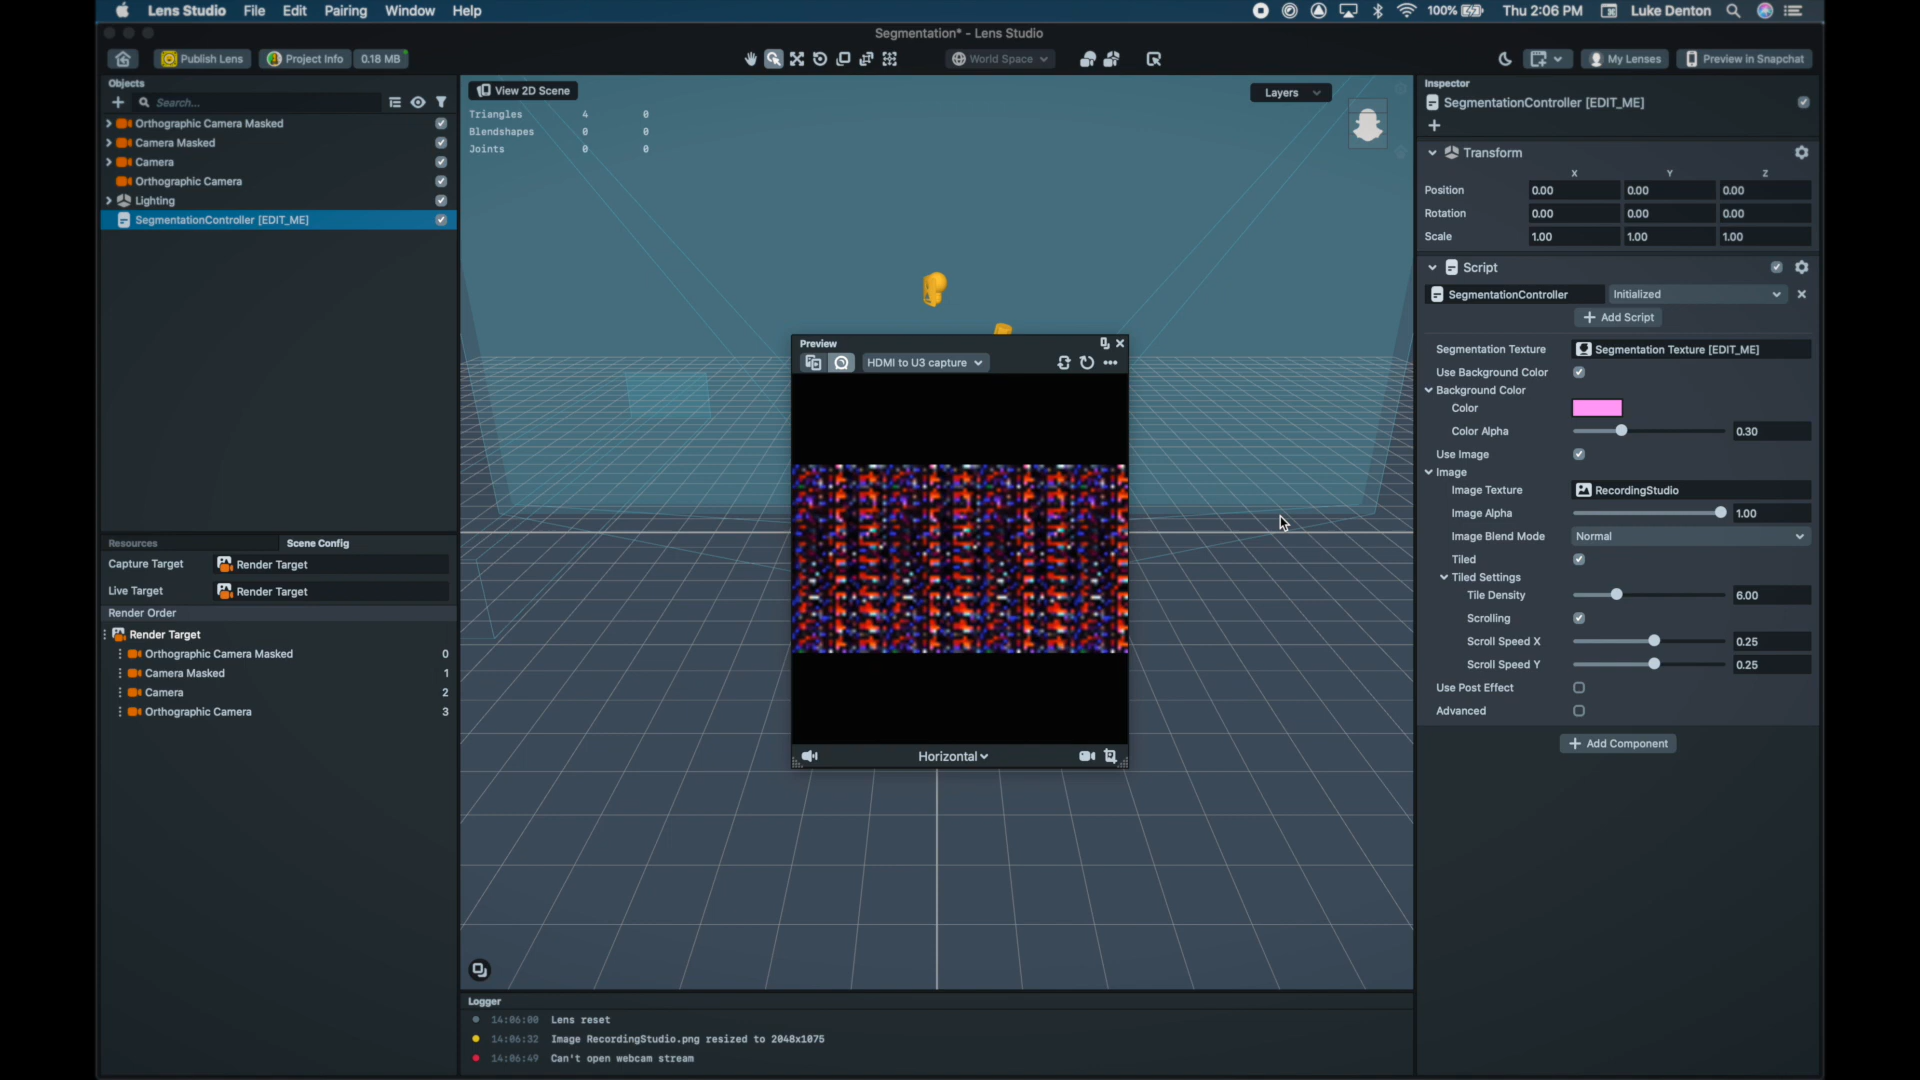 Lens Studio File Edit Pairing Window Help
100% Thu 2:06 PM Luke Denton
Segmentation* - Lens Studio
Publish Lens Project Info 0.18 MB
World Space
My Lenses Preview in Snapchat
Objects
Search...
Orthographic Camera Masked
Camera Masked
Camera
Orthographic Camera
Lighting
SegmentationController [EDIT_ME]
Resources Scene Config
Capture Target Render Target
Live Target Render Target
Render Order
Render Target
Orthographic Camera Masked 0
Camera Masked 1
Camera 2
Orthographic Camera 3
View 2D Scene
Layers
Triangles 4 0
Blendshapes 0 0
Joints 0 0
Preview
HDMI to U3 capture
Horizontal
Logger
14:06:00 Lens reset
14:06:32 Image RecordingStudio.png resized to 2048x1075
14:06:49 Can't open webcam stream
Inspector
SegmentationController [EDIT_ME]
Transform
X Y Z
Position 0.00 0.00 0.00
Rotation 0.00 0.00 0.00
Scale 1.00 1.00 1.00
Script
SegmentationController Initialized
Add Script
Segmentation Texture Segmentation Texture [EDIT_ME]
Use Background Color
Background Color
Color
Color Alpha 0.30
Use Image
Image
Image Texture RecordingStudio
Image Alpha 1.00
Image Blend Mode Normal
Tiled
Tiled Settings
Tile Density 6.00
Scrolling
Scroll Speed X 0.25
Scroll Speed Y 0.25
Use Post Effect
Advanced
Add Component